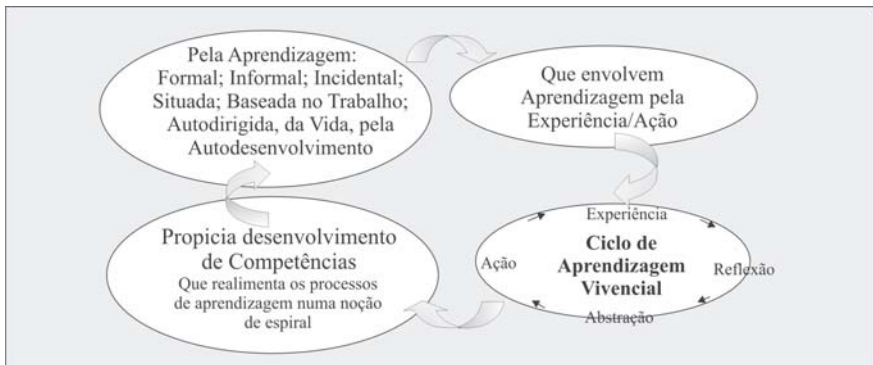 Pela Aprendizagem:
Formal; Informal; Incidental;
Situada; Baseada no Trabalho;
Autodirigida, da Vida, pela
Autodesenvolvimento
Que envolvem
Aprendizagem pela
Experiência/Ação
Experiência
Ciclo de
Aprendizagem
Vivencial
Ação
Reflexão
Abstração
Propicia desenvolvimento
de Competências
Que realimenta os processos
de aprendizagem numa noção
de espiral